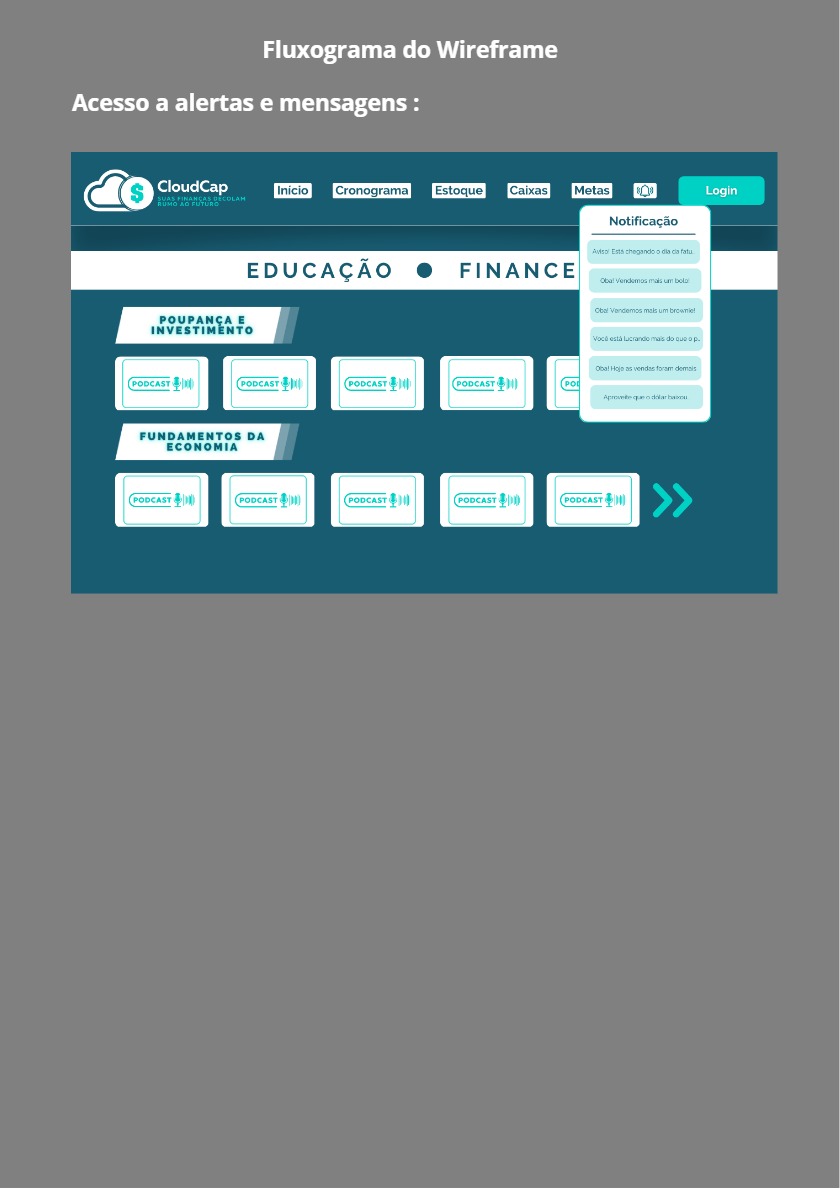 Fluxograma do Wireframe
Acesso a alertas e mensagens :
CloudCap
SUAS FINANÇAS DECOLAM
RUMO AO FUTURO
Início
Cronograma
Estoque
Caixas
Metas
Login
Notificação
Aviso! Está chegando o dia da fatu..
Oba! Vendemos mais um bolo!
Oba! Vendemos mais um brownie!
Você está lucrando mais do que o p..
Oba! Hoje as vendas foram demais
Aproveite que o dólar baixou.
EDUCAÇÃO ● FINANCE
POUPANÇA E
INVESTIMENTO
PODCAST
PODCAST
PODCAST
PODCAST
FUNDAMENTOS DA
ECONOMIA
PODCAST
PODCAST
PODCAST
PODCAST
PODCAST